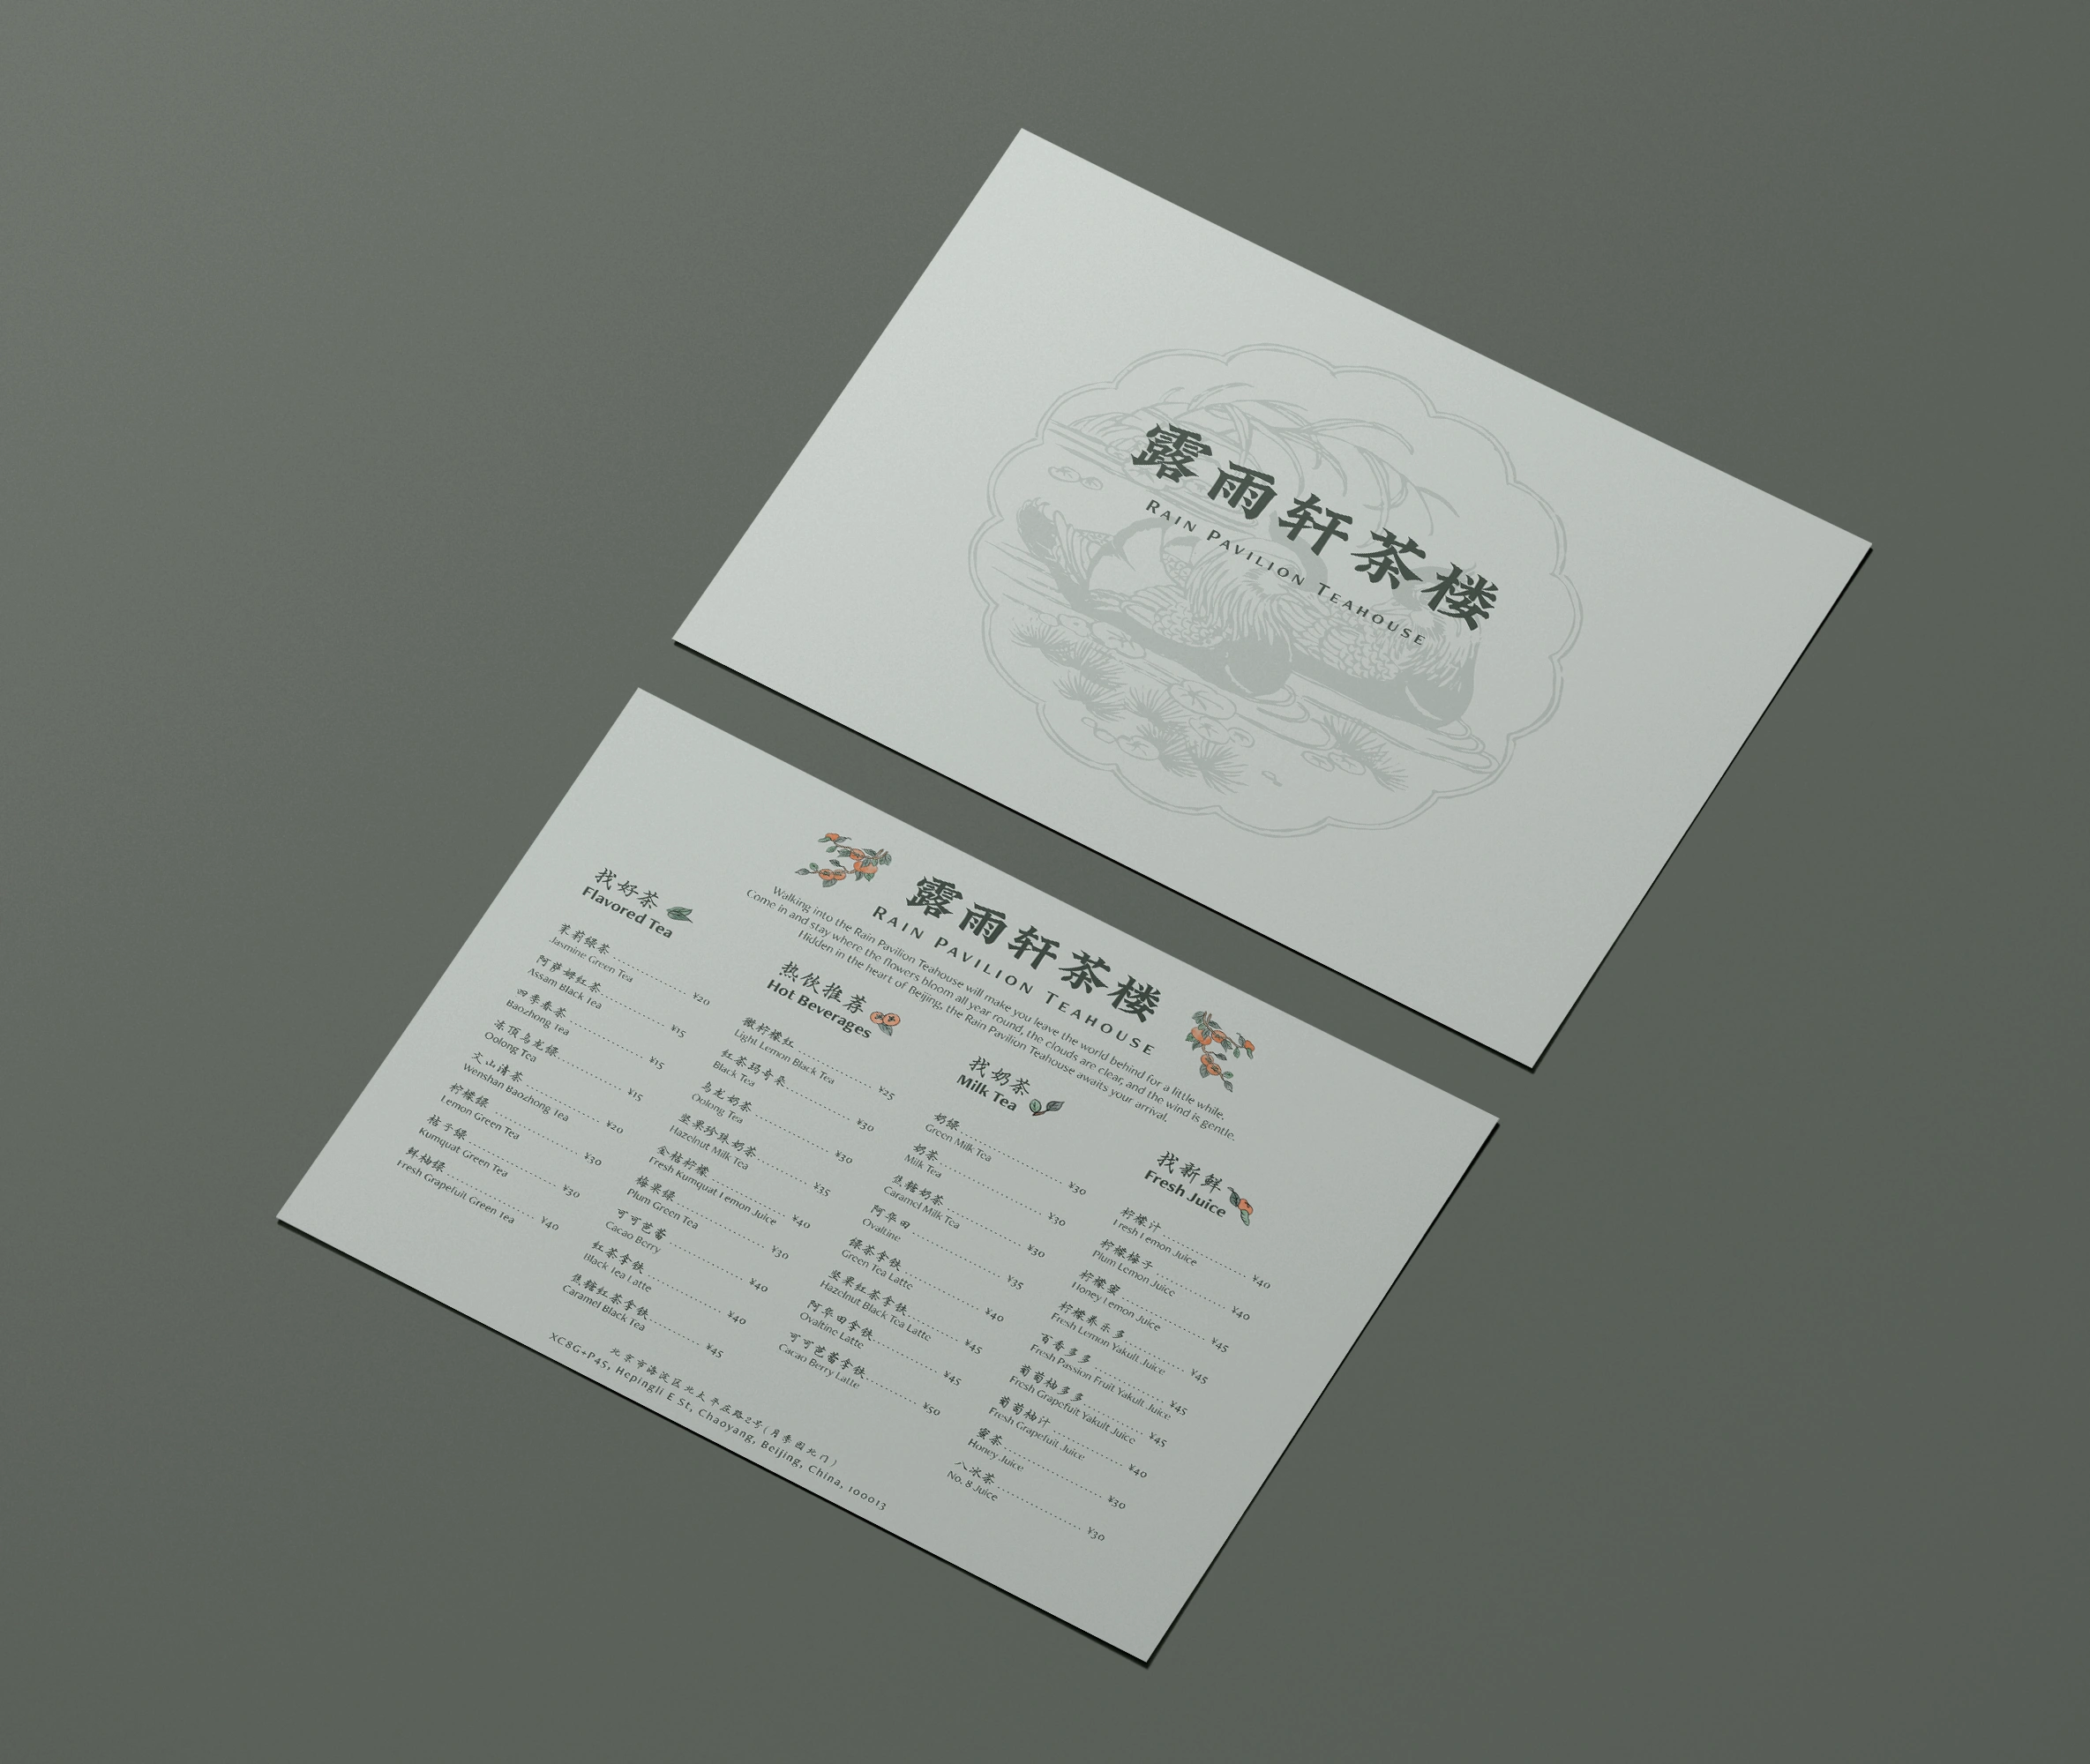 露雨轩茶楼
RAIN PAVILION TEAHOUSE
露雨轩茶楼
RAIN PAVILION TEAHOUSE
Walking into the Rain Pavilion Teahouse will make you leave the world behind for a little while.
Come in and stay where the flowers bloom all year round, the clouds are clear, and the wind is gentle.
Hidden in the heart of Beijing, the Rain Pavilion Teahouse awaits your arrival.
找好茶
Flavored Tea
茉莉绿茶 ¥20
Jasmine Green Tea
阿萨姆红茶 ¥15
Assam Black Tea
四季春茶 ¥15
Baozhong Tea
冻顶乌龙绿 ¥15
Oolong Tea
文山清茶 ¥20
Wenshan Baozhong Tea
柠檬绿 ¥30
Lemon Green Tea
桔子绿 ¥30
Kumquat Green Tea
鲜柚绿 ¥40
Fresh Grapefuit Green Tea
热饮推荐
Hot Beverages
柠檬红 ¥25
Light Lemon Black Tea
红茶玛奇朵 ¥30
Black Tea
乌龙奶茶 ¥30
Oolong Tea
坚果珍珠奶茶 ¥35
Hazelnut Milk Tea
金桔柠檬 ¥40
Fresh Kumquat Lemon Juice
梅果绿 ¥30
Plum Green Tea
可可芭蕾 ¥40
Cacao Berry
红茶拿铁 ¥40
Black Tea Latte
焦糖红茶拿铁 ¥45
Caramel Black Tea
找奶茶
Milk Tea
奶绿 ¥30
Green Milk Tea
奶茶 ¥30
Milk Tea
焦糖奶茶 ¥30
Caramel Milk Tea
阿华田 ¥35
Ovaltine
绿茶拿铁 ¥40
Green Tea Latte
坚果红茶拿铁 ¥45
Hazelnut Black Tea Latte
阿华田拿铁 ¥45
Ovaltine Latte
可可芭蕾拿铁 ¥50
Cacao Berry Latte
找新鲜
Fresh Juice
柠檬汁 ¥40
Fresh Lemon Juice
柠檬梅子 ¥40
Plum Lemon Juice
柠檬蜜 ¥45
Honey Lemon Juice
柠檬养乐多 ¥45
Fresh Lemon Yakult Juice
百香多多 ¥45
Fresh Passion Fruit Yakult Juice
葡萄柚多多 ¥45
Fresh Grapefuit Yakult Juice
葡萄柚汁 ¥40
Fresh Grapefuit Juice
蜜茶 ¥30
Honey Juice
八冰茶 ¥30
No. 8 Juice
北京市海淀区北太平庄路2号(月季园北门)
XC8G+P45, Hepingli E St, Chaoyang, Beijing, China, 100013